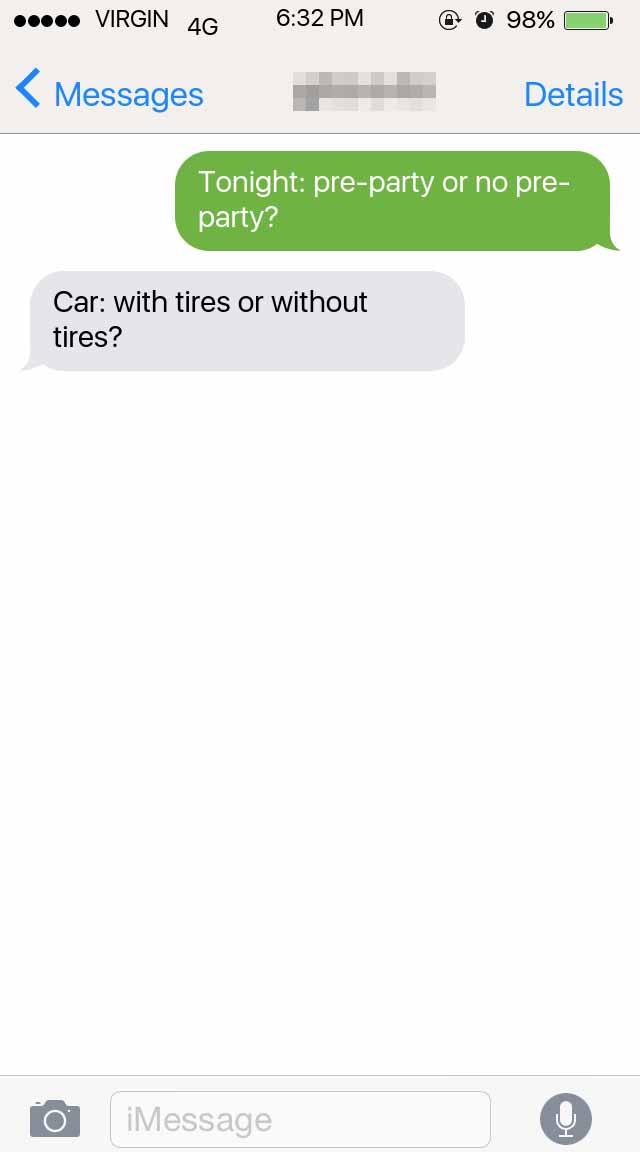 VIRGIN 4G 6:32 PM 98%
Messages Details
Tonight: pre-party or no pre-
party?
Car: with tires or without
tires?
iMessage